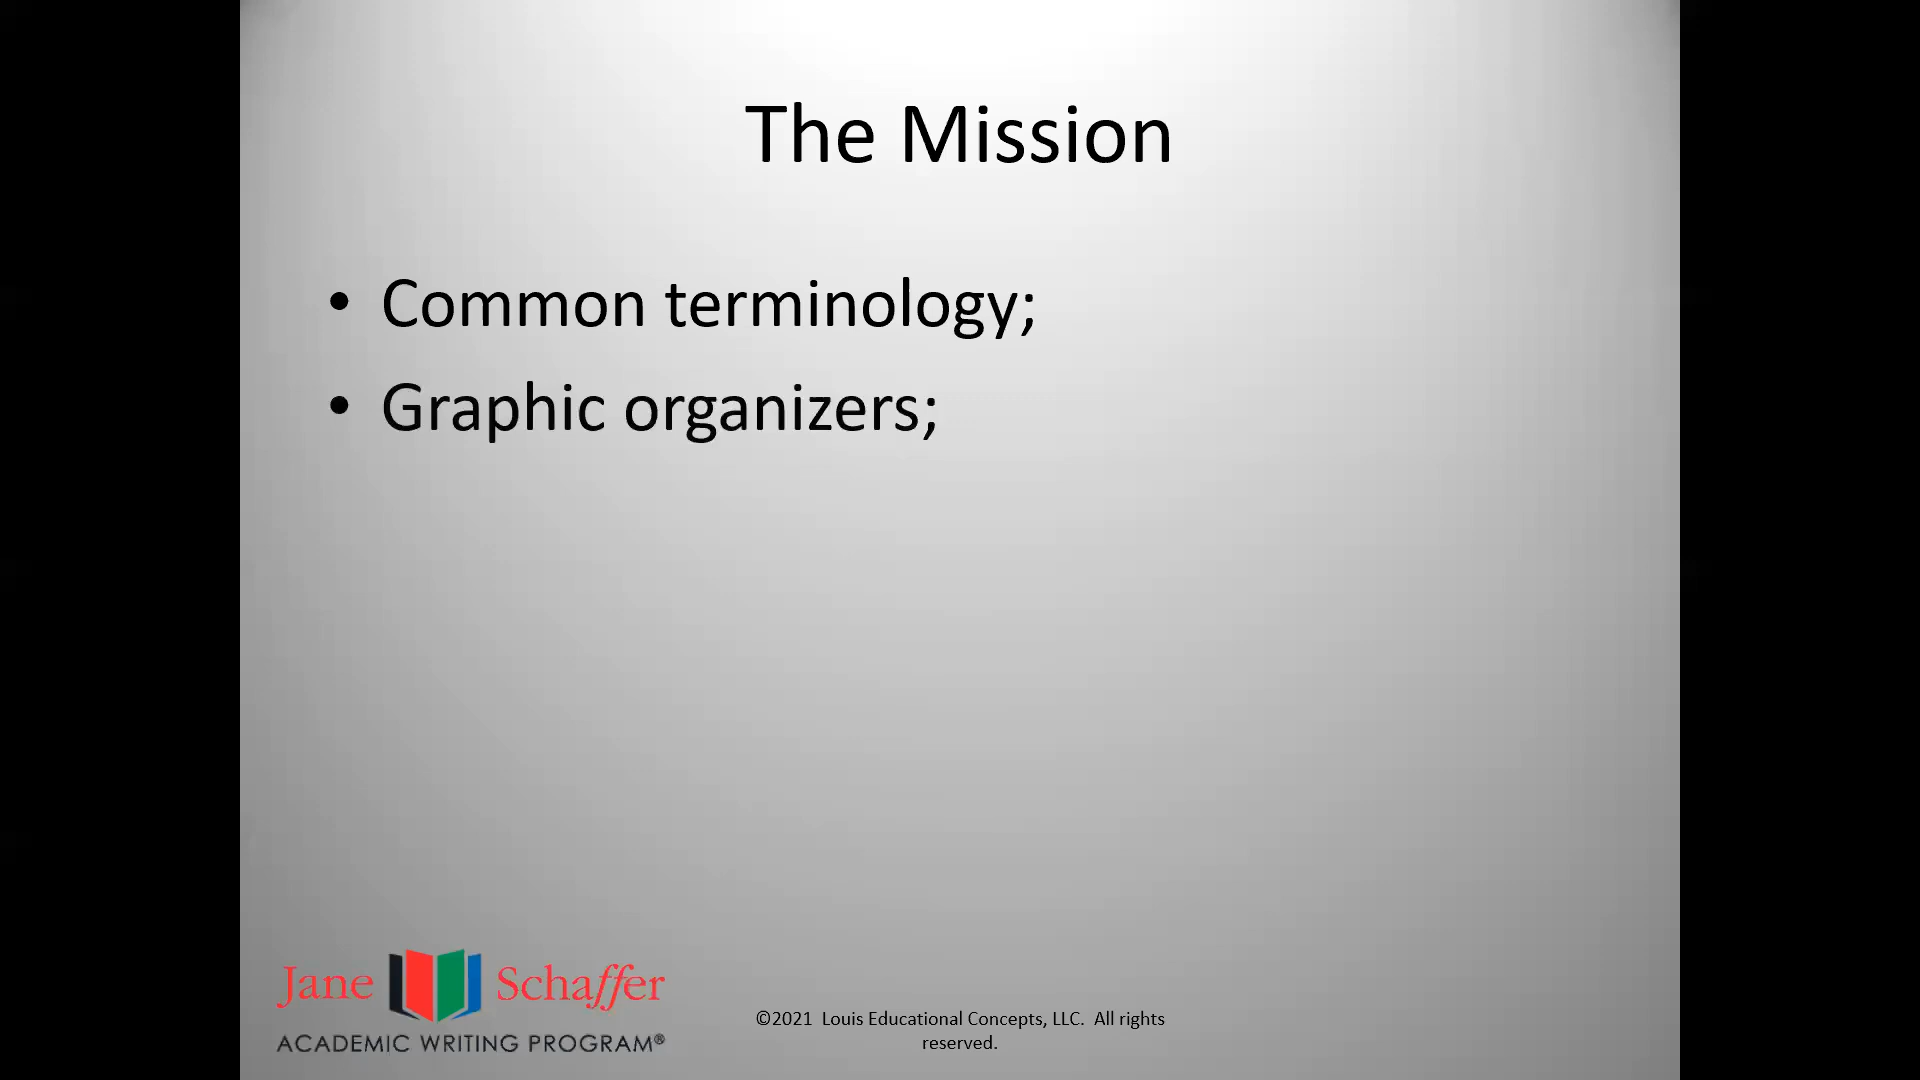 The Mission
• Common terminology;
• Graphic organizers;
Jane Schaffer
ACADEMIC WRITING PROGRAM®
©2021 Louis Educational Concepts, LLC. All rights
reserved.